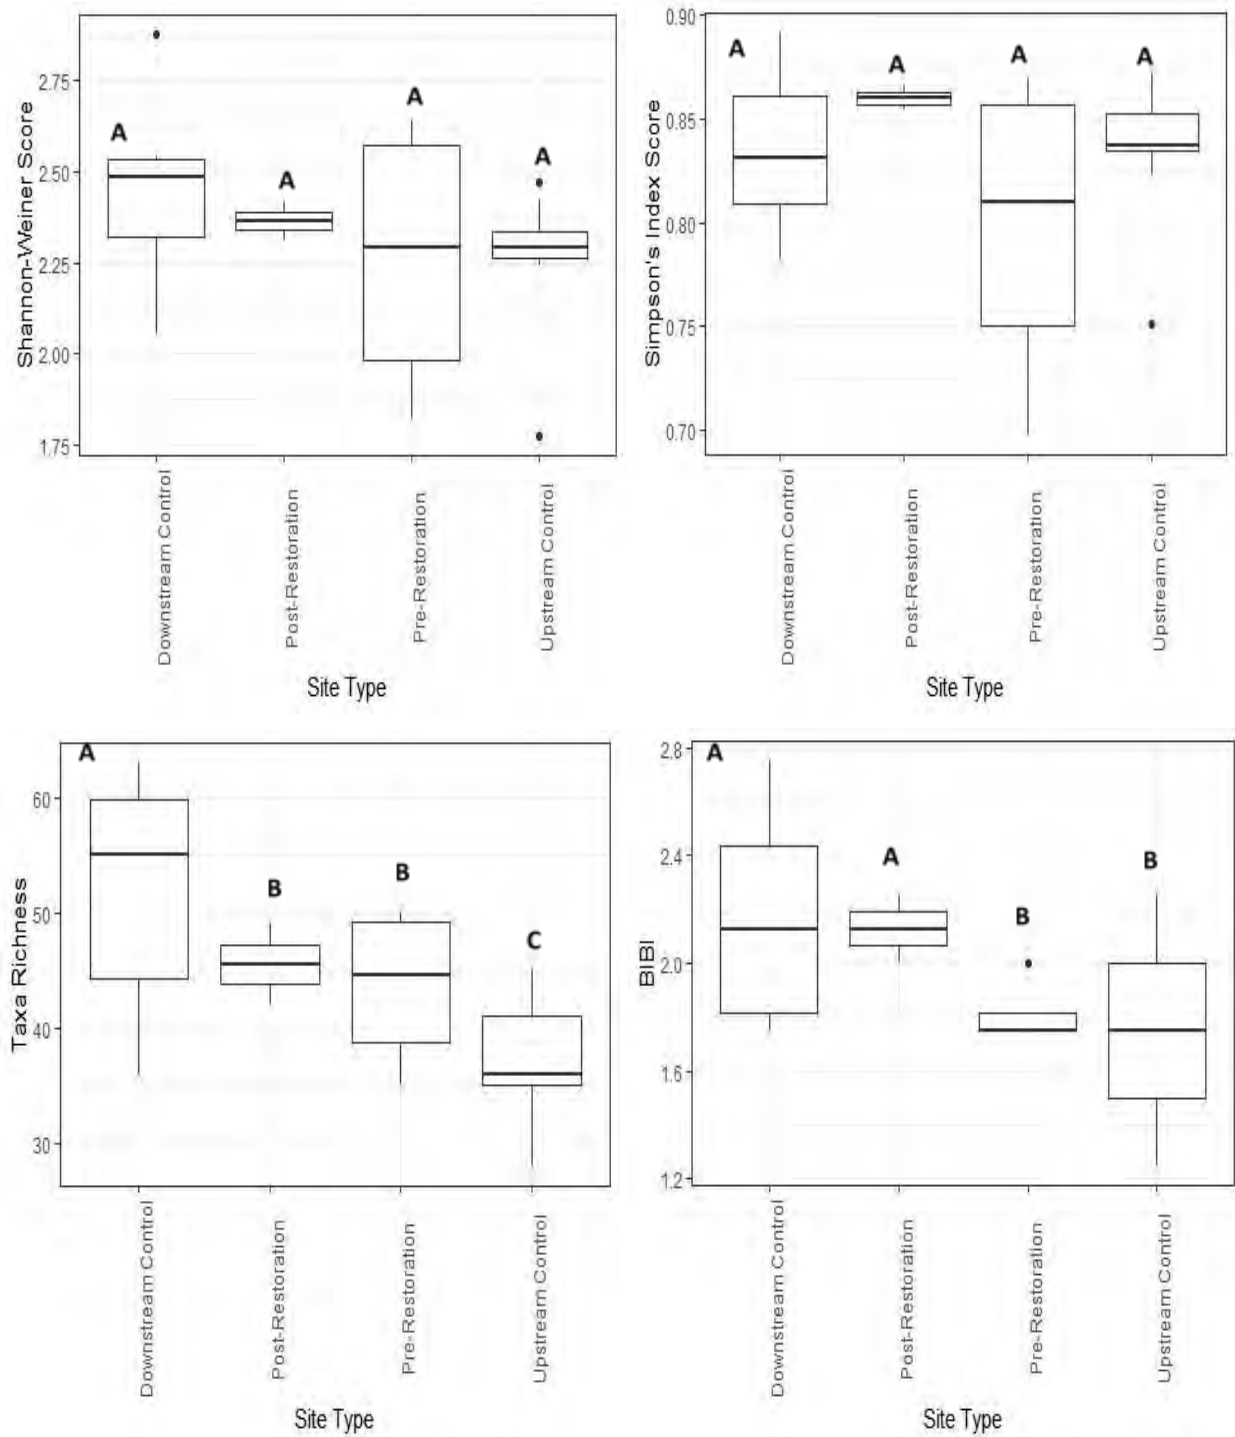 Shannon-Weiner Score
2.75
2.50
2.25
2.00
1.75
A
A
A
A
Downstream Control
Post-Restoration
Pre-Restoration
Upstream Control
Site Type
Simpson's Index Score
0.90
0.85
0.80
0.75
0.70
A
A
A
A
Downstream Control
Post-Restoration
Pre-Restoration
Upstream Control
Site Type
Taxa Richness
60
50
40
30
A
B
B
C
Downstream Control
Post-Restoration
Pre-Restoration
Upstream Control
Site Type
BIBI
2.8
2.4
2.0
1.6
1.2
A
A
B
B
Downstream Control
Post-Restoration
Pre-Restoration
Upstream Control
Site Type